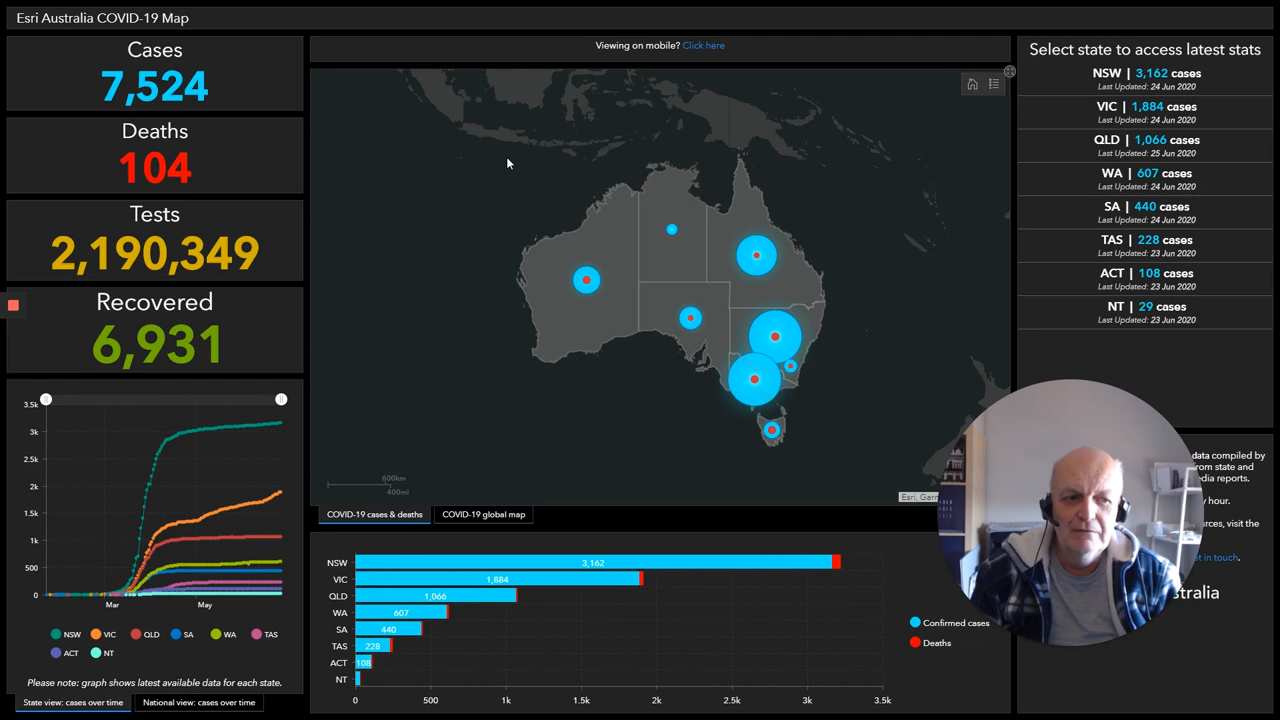 Esri Australia COVID-19 Map
Cases
7,524
Deaths
104
Tests
2,190,349
Recovered
6,931
3.5k
3k
2.5k
2k
1.5k
1k
500
0
Mar
May
NSW
VIC
QLD
SA
WA
TAS
ACT
NT
Please note: graph shows latest available data for each state.
State view: cases over time
National view: cases over time
Viewing on mobile? Click here
600km
400mi
Esri, Garm
COVID-19 cases & deaths
COVID-19 global map
NSW 3,162
VIC 1,884
QLD 1,066
WA 607
SA 440
TAS 228
ACT 108
NT
0 500 1k 1.5k 2k 2.5k 3k 3.5k
Confirmed cases
Deaths
Select state to access latest stats
NSW | 3,162 cases
Last Updated: 24 Jun 2020
VIC | 1,884 cases
Last Updated: 24 Jun 2020
QLD | 1,066 cases
Last Updated: 25 Jun 2020
WA | 607 cases
Last Updated: 24 Jun 2020
SA | 440 cases
Last Updated: 24 Jun 2020
TAS | 228 cases
Last Updated: 23 Jun 2020
ACT | 108 cases
Last Updated: 23 Jun 2020
NT | 29 cases
Last Updated: 23 Jun 2020
data compiled by
from state and
hour.
visit the
in touch.